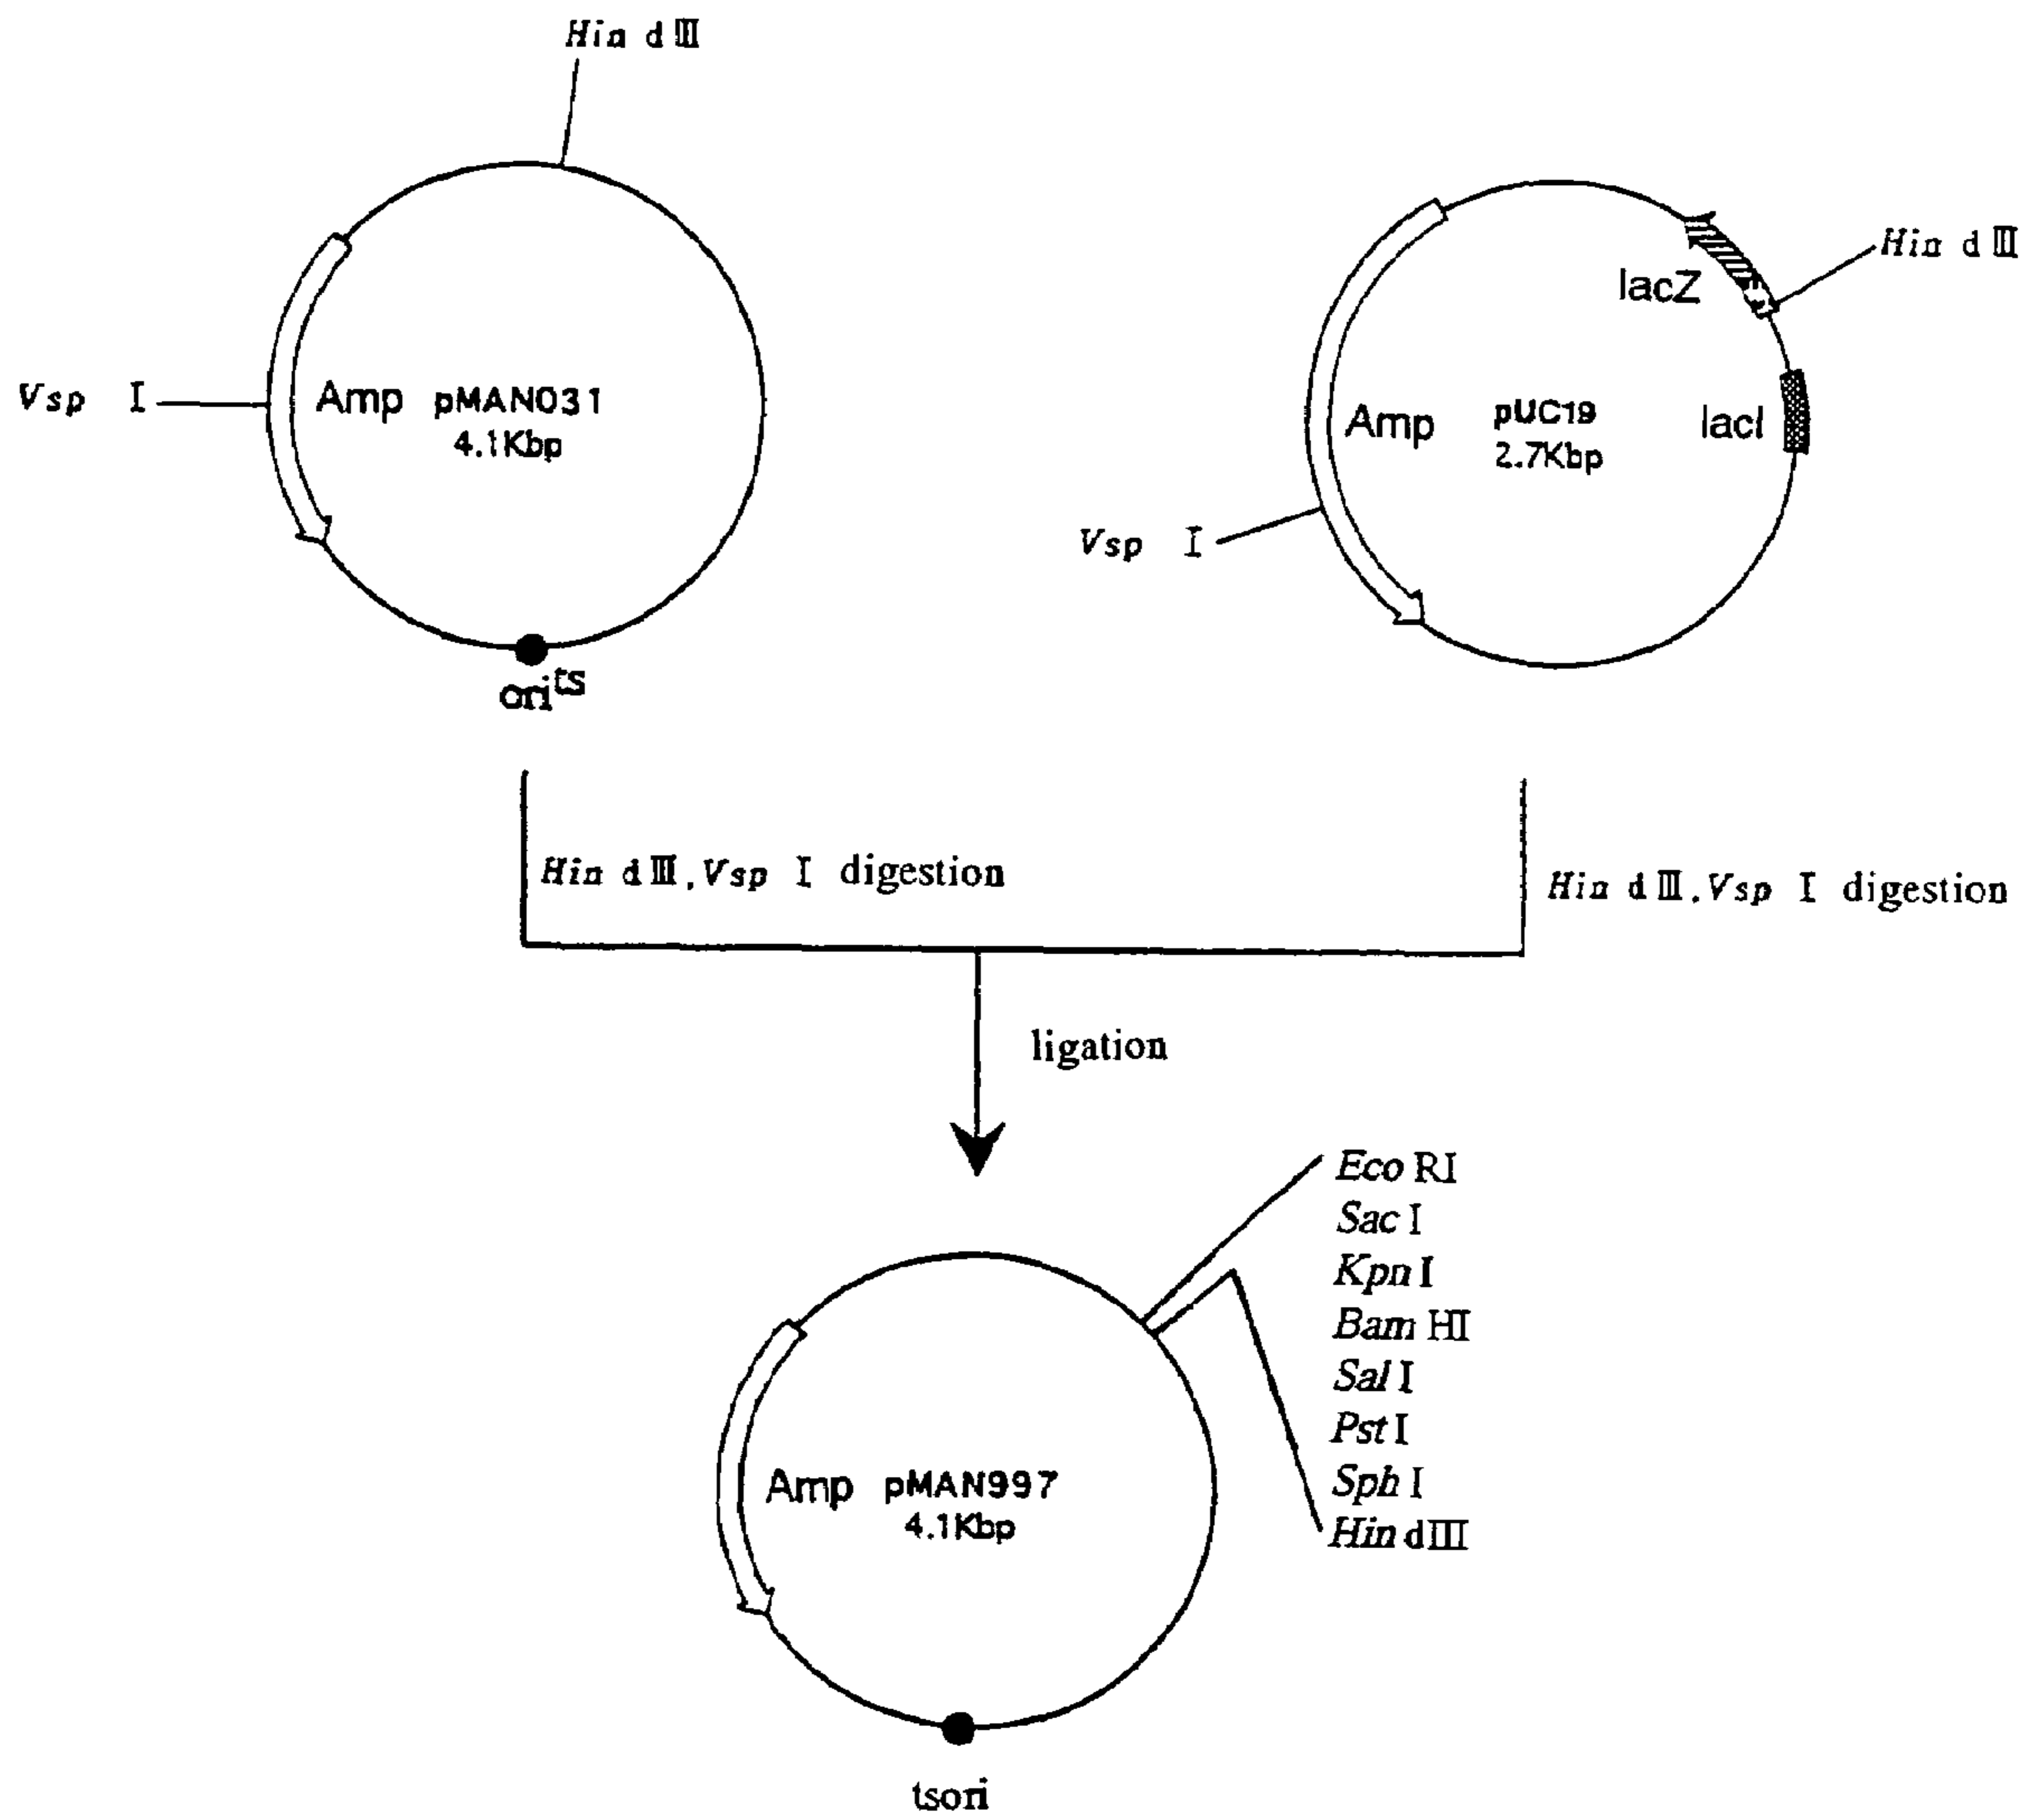 Hin dⅢ
Vsp Ⅰ
Amp pMAN031
4.1Kbp
oriᵗˢ
Hin dⅢ
lacZ
Amp
pUC19
2.7Kbp
lacI
Vsp Ⅰ
Hin dⅢ,Vsp Ⅰ digestion
Hin dⅢ,Vsp Ⅰ digestion
ligation
Eco RI
Sac I
Kpn I
Bam HI
Sal I
Pst I
Sph I
Hin dIII
Amp pMAN997
4.1Kbp
tsori